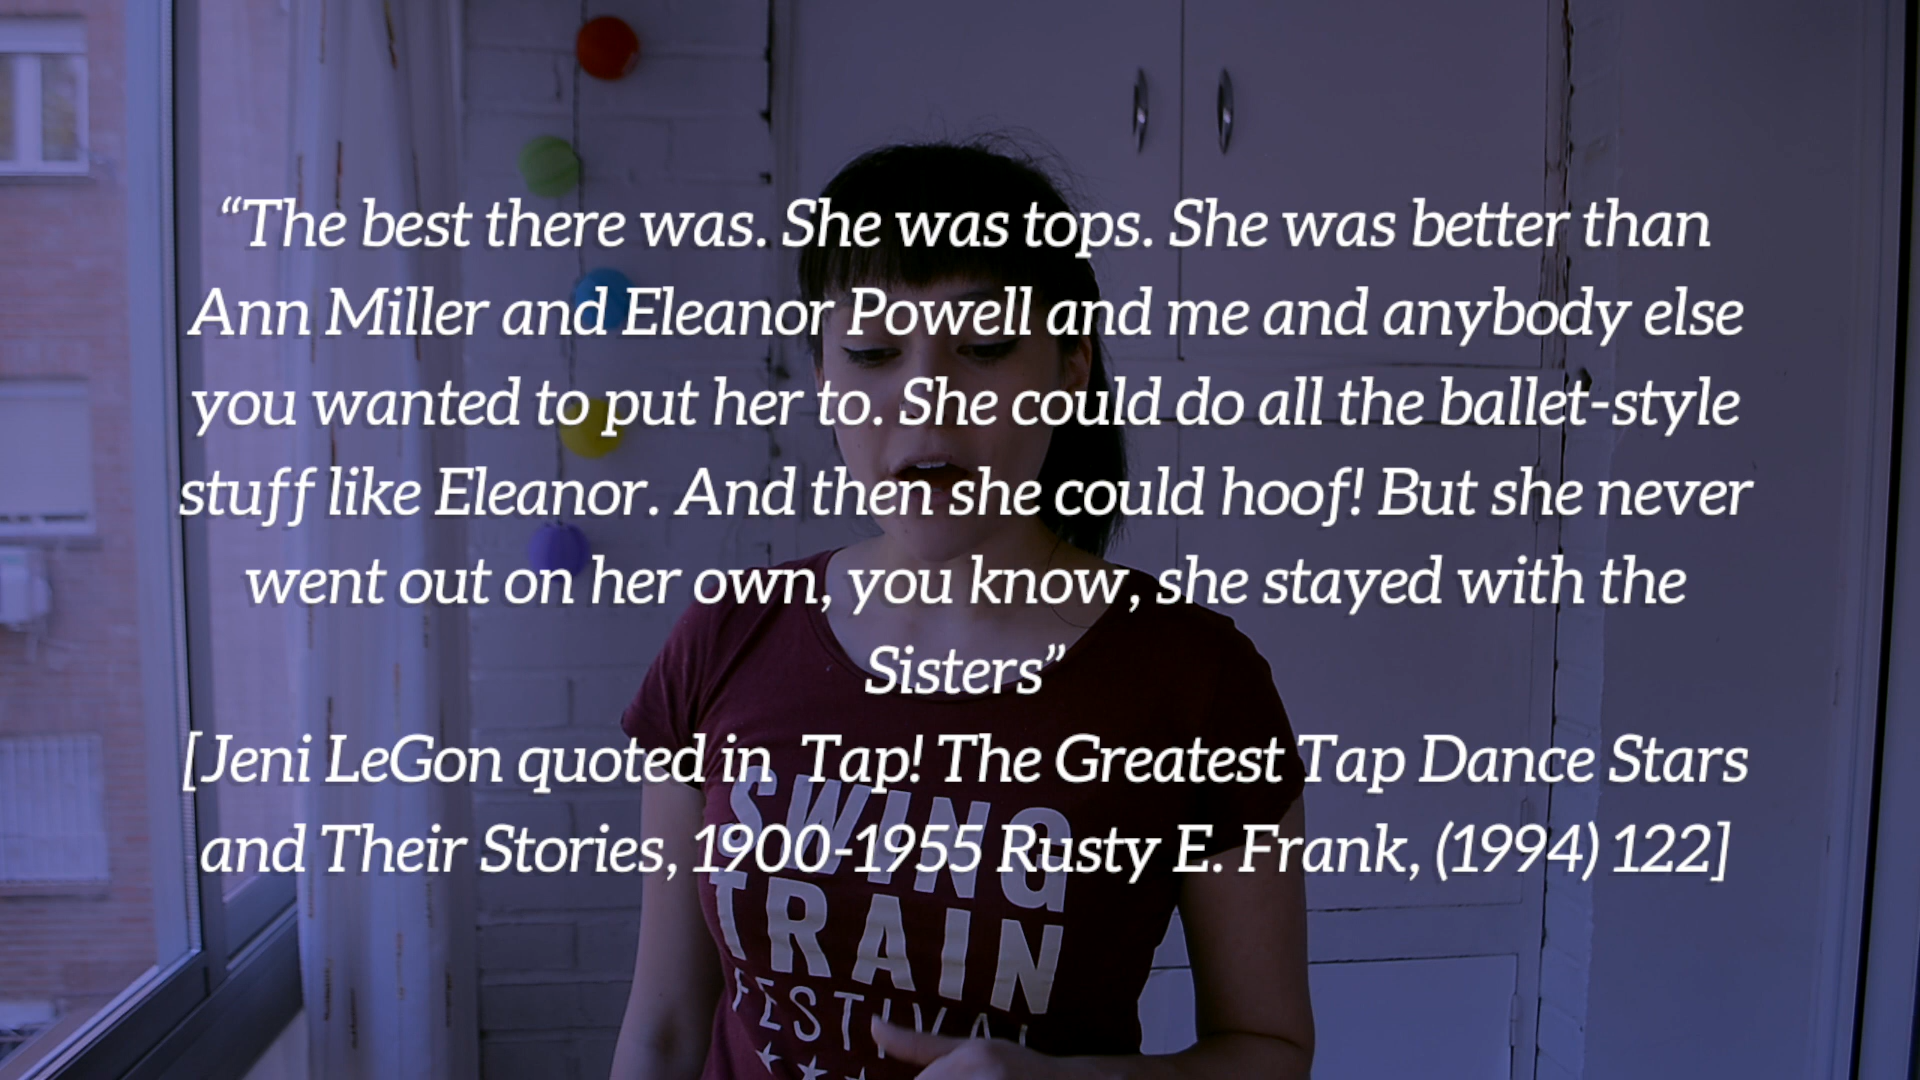 “The best there was. She was tops. She was better than
Ann Miller and Eleanor Powell and me and anybody else
you wanted to put her to. She could do all the ballet-style
stuff like Eleanor. And then she could hoof! But she never
went out on her own, you know, she stayed with the
Sisters”
[Jeni LeGon quoted in  Tap! The Greatest Tap Dance Stars
and Their Stories, 1900-1955 Rusty E. Frank, (1994) 122]
SWING
TRAIN
FESTIVAL